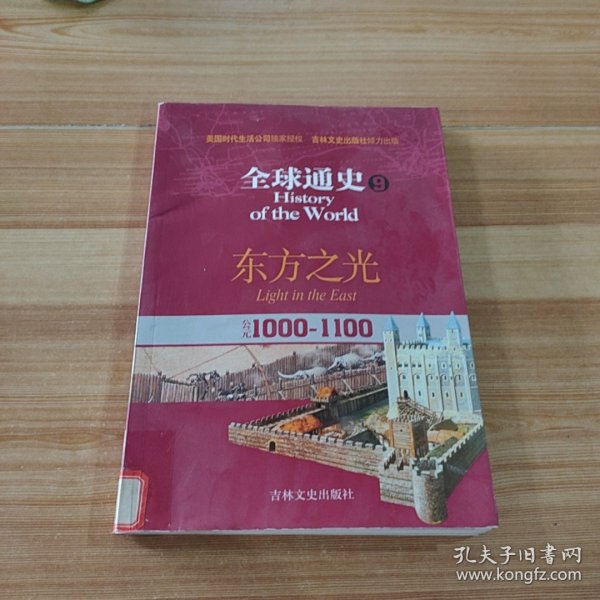 美国时代生活公司独家授权 吉林文史出版社倾力出版
全球通史9
History
of the World
东方之光
Light in the East
公元1000-1100
吉林文史出版社
孔夫子旧书网
www.kongfz.com